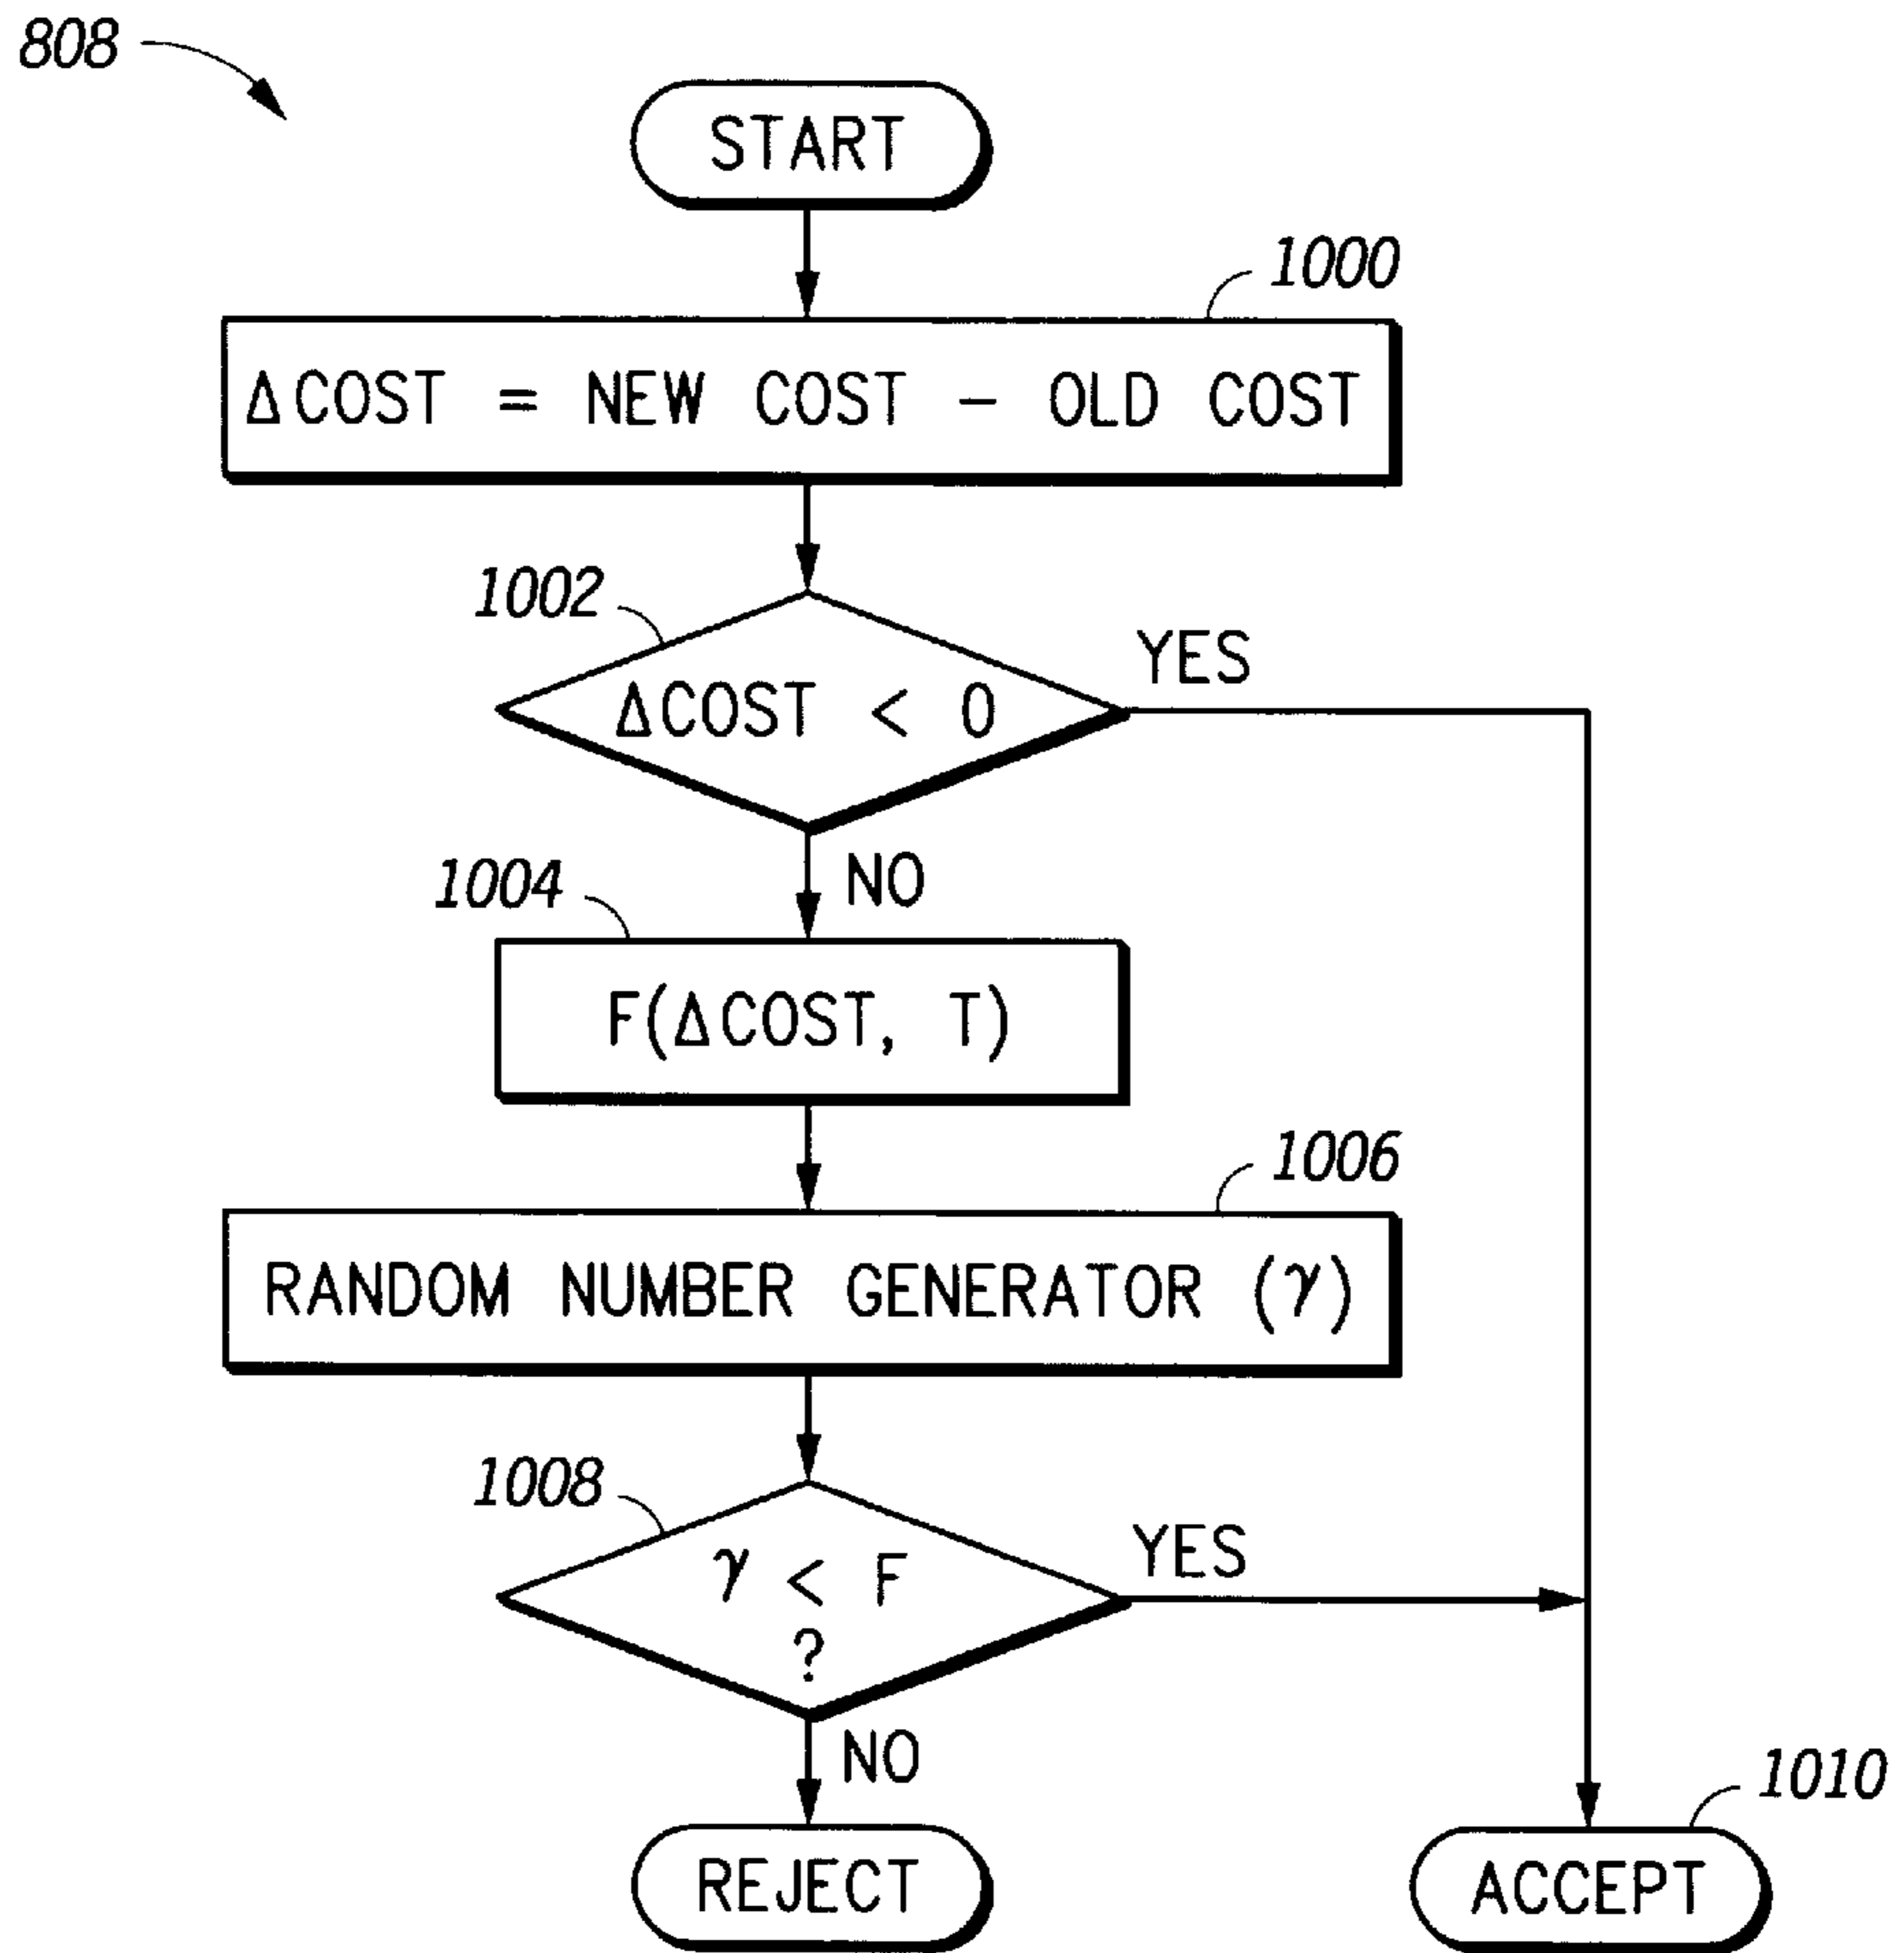 808
START
1000
ΔCOST = NEW COST - OLD COST
1002
ΔCOST < 0
YES
NO
1004
F(ΔCOST, T)
1006
RANDOM NUMBER GENERATOR (γ)
1008
γ < F
?
YES
NO
1010
REJECT
ACCEPT